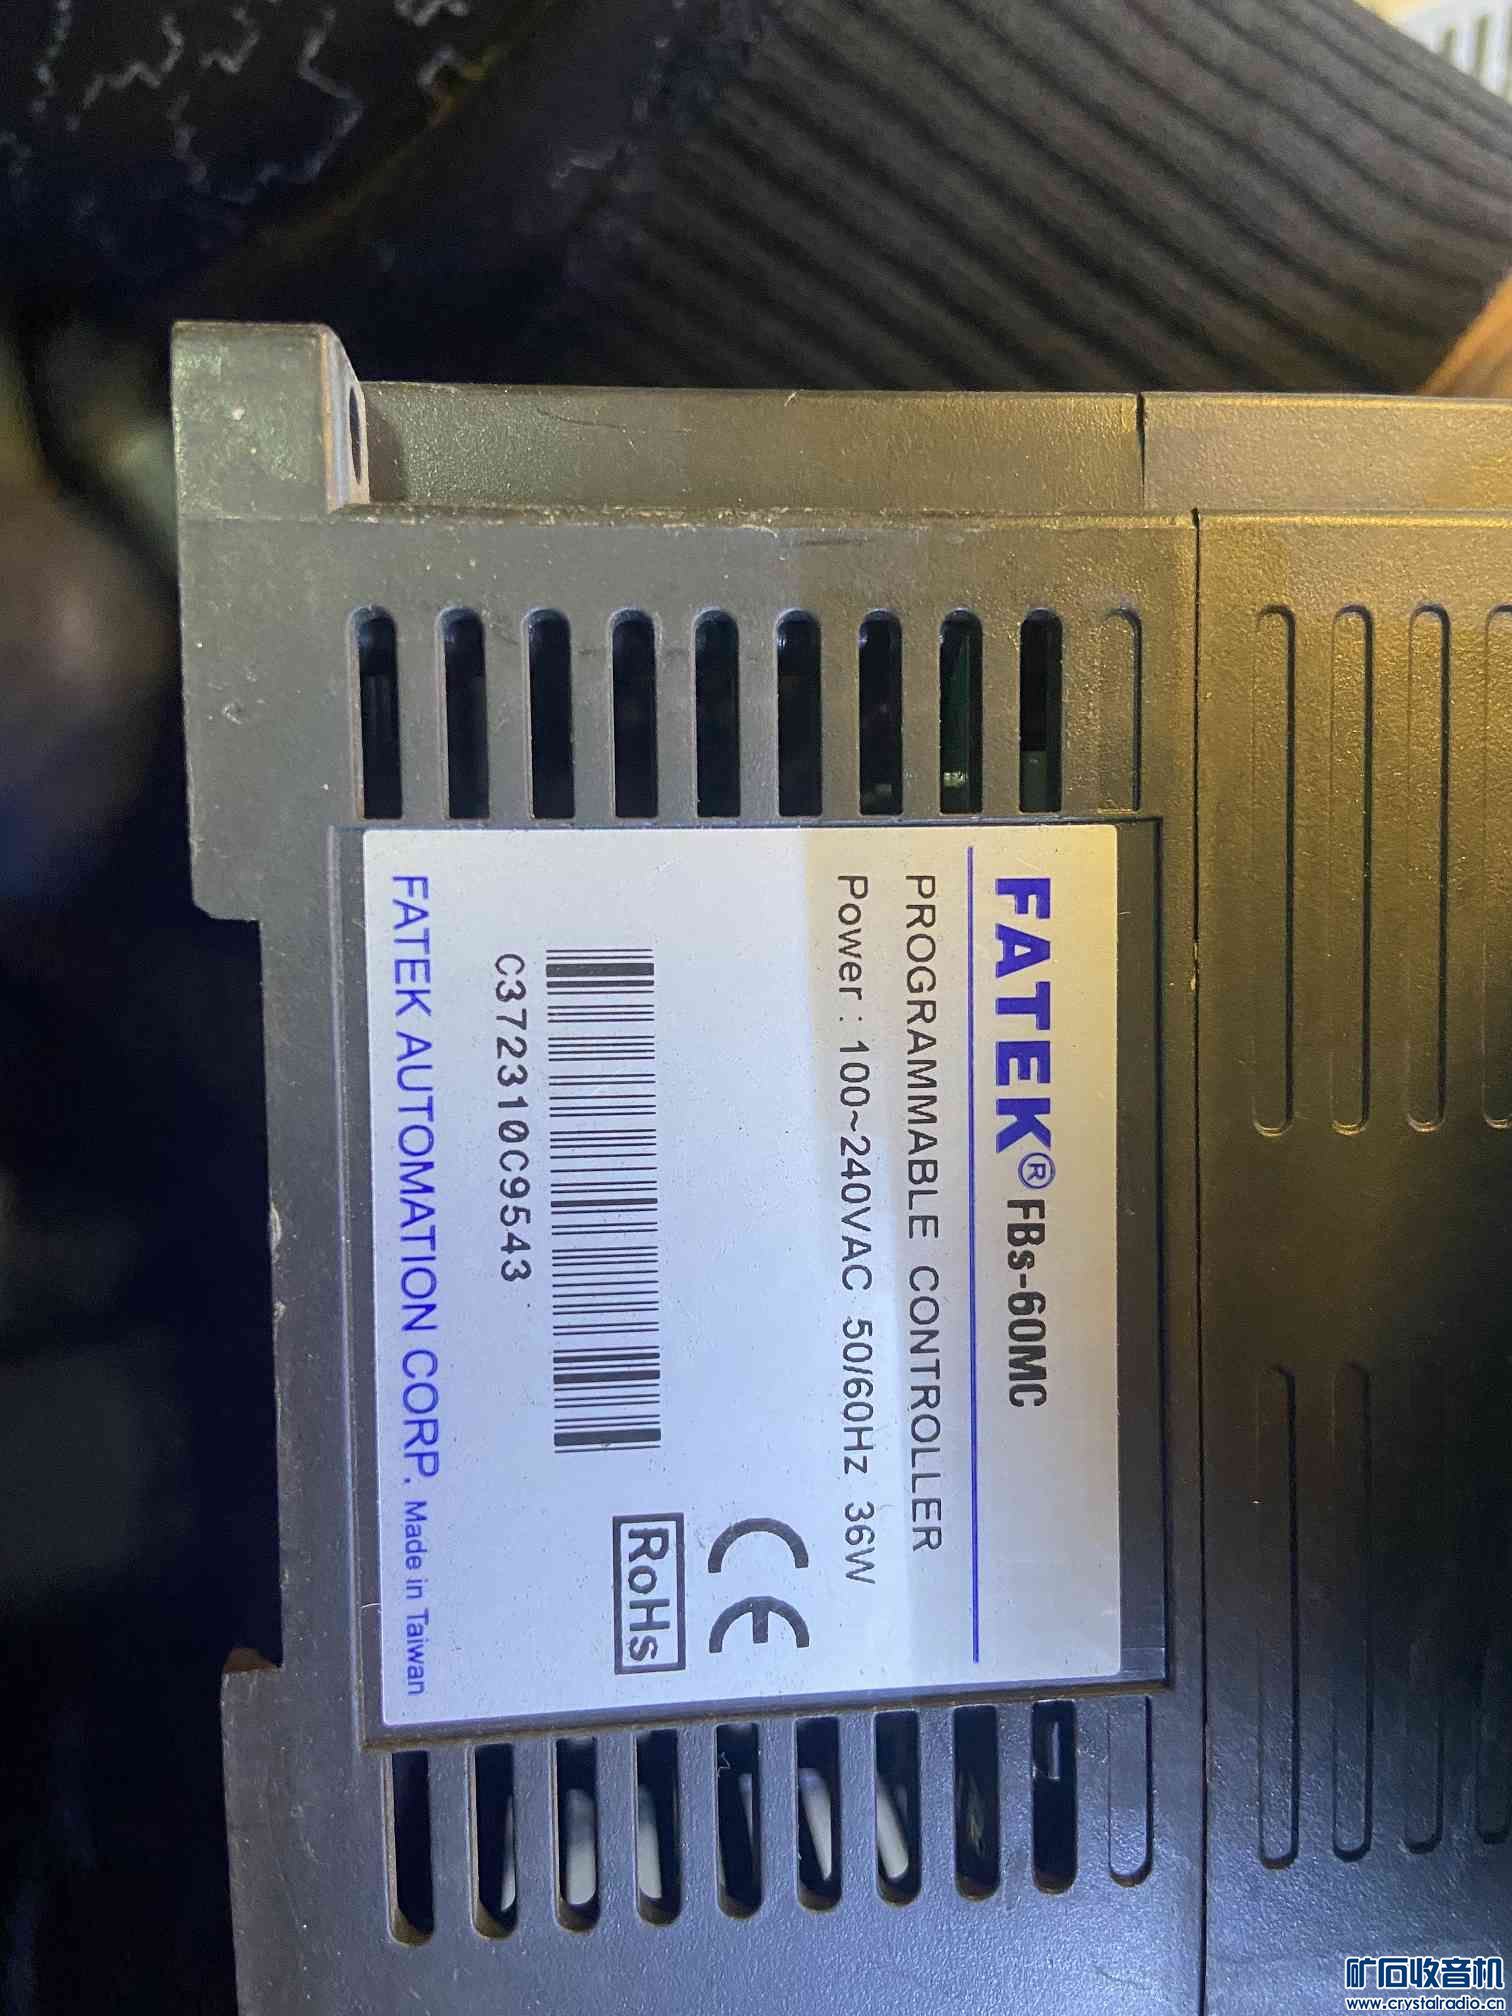 FATEK® FBs-60MC
PROGRAMMABLE CONTROLLER
Power : 100~240VAC 50/60Hz 36W
CE
RoHs
C372310C9543
FATEK AUTOMATION CORP. Made in Taiwan
矿石收音机
www.crystalradio.cn